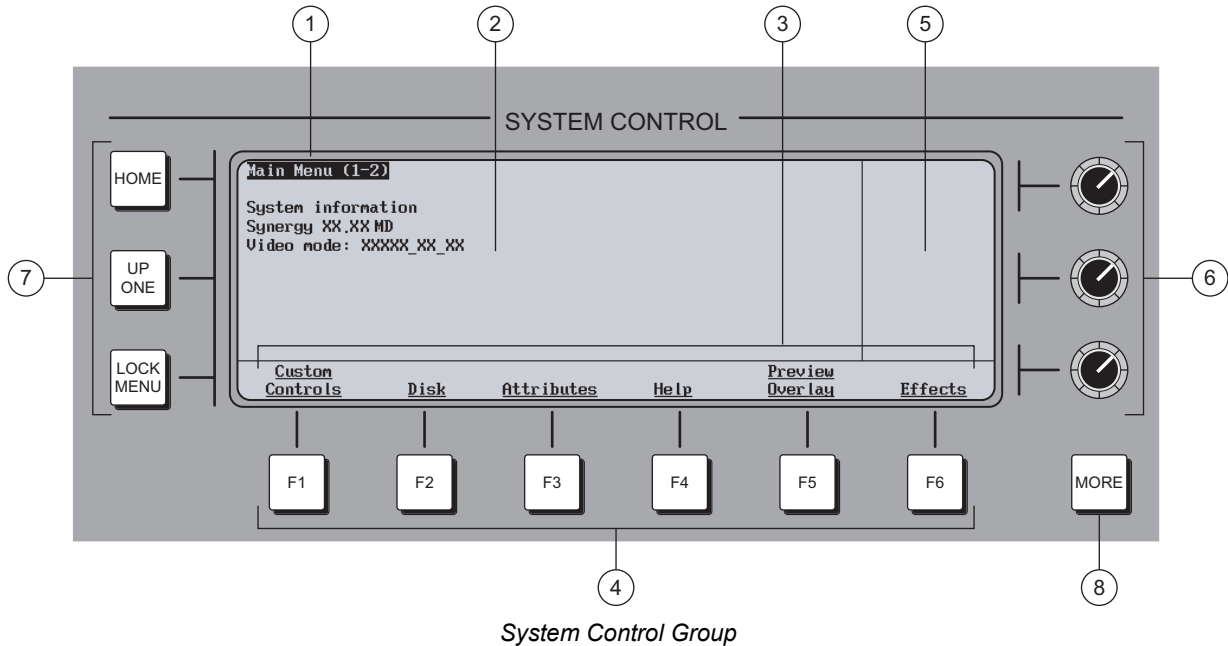 1 2 3 5
SYSTEM CONTROL
HOME
UP
ONE
LOCK
MENU
7
Main Menu (1-2)
System information
Synergy XX.XX MD
Video mode: XXXXX_XX_XX
Custom
Controls Disk Attributes Help Preview
Overlay Effects
6
F1 F2 F3 F4 F5 F6 MORE
4 8
System Control Group